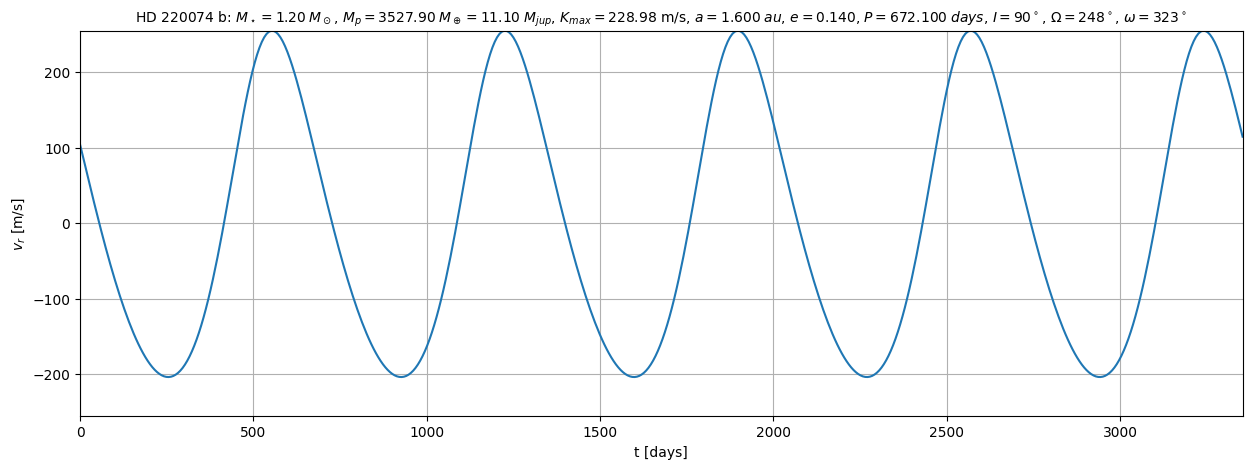 HD 220074 b: M⋆ = 1.20 M⊙, Mp = 3527.90 M⊕ = 11.10 Mjup, Kmax = 228.98 m/s, a = 1.600 au, e = 0.140, P = 672.100 days, I = 90°, Ω = 248°, ω = 323°
200
100
0
−100
−200
vr [m/s]
0 500 1000 1500 2000 2500 3000
t [days]